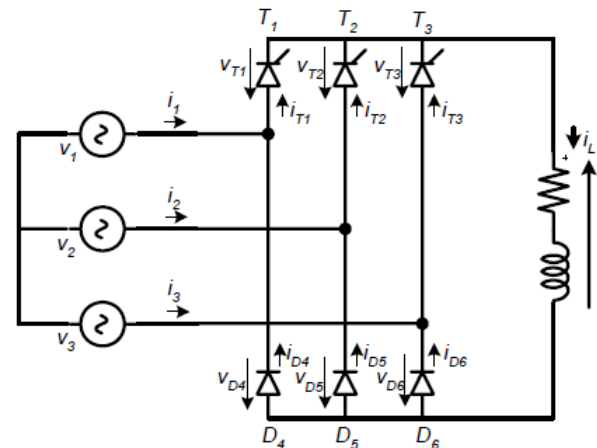 T1 T2 T3
vT1 vT2 vT3
i1 iT1 iT2 iT3 iL
+
v1
i2
v2
i3
v3
iD4 iD5 iD6
vD4 vD5 vD6
D4 D5 D6